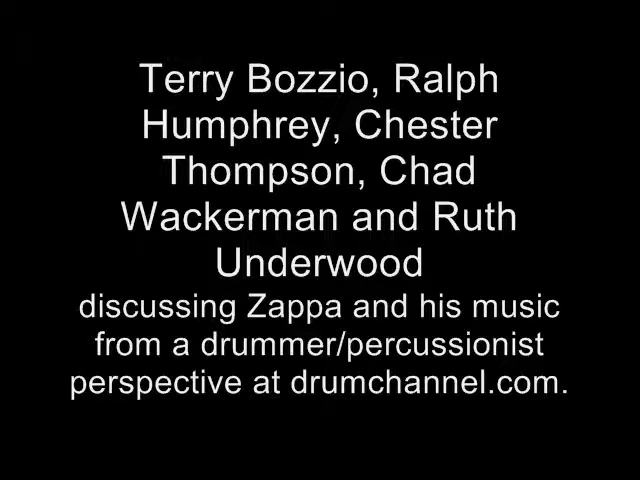 Terry Bozzio, Ralph
Humphrey, Chester
Thompson, Chad
Wackerman and Ruth
Underwood
discussing Zappa and his music
from a drummer/percussionist
perspective at drumchannel.com.